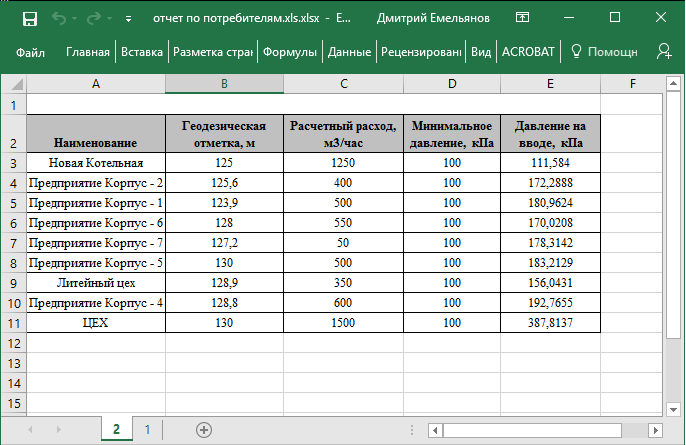 отчет по потребителям.xls.xlsx - E... Дмитрий Емельянов
Файл Главная Вставка Разметка стран Формулы Данные Рецензировани Вид ACROBAT Помощн
A B C D E F
1
2 Наименование Геодезическая отметка, м Расчетный расход, м3/час Минимальное давление, кПа Давление на вводе, кПа
3 Новая Котельная 125 1250 100 111,584
4 Предприятие Корпус - 2 125,6 400 100 172,2888
5 Предприятие Корпус - 1 123,9 500 100 180,9624
6 Предприятие Корпус - 6 128 550 100 170,0208
7 Предприятие Корпус - 7 127,2 50 100 178,3142
8 Предприятие Корпус - 5 130 500 100 183,2129
9 Литейный цех 128,9 350 100 156,0431
10 Предприятие Корпус - 4 128,8 600 100 192,7655
11 ЦЕХ 130 1500 100 387,8137
12
13
14
15
2 1